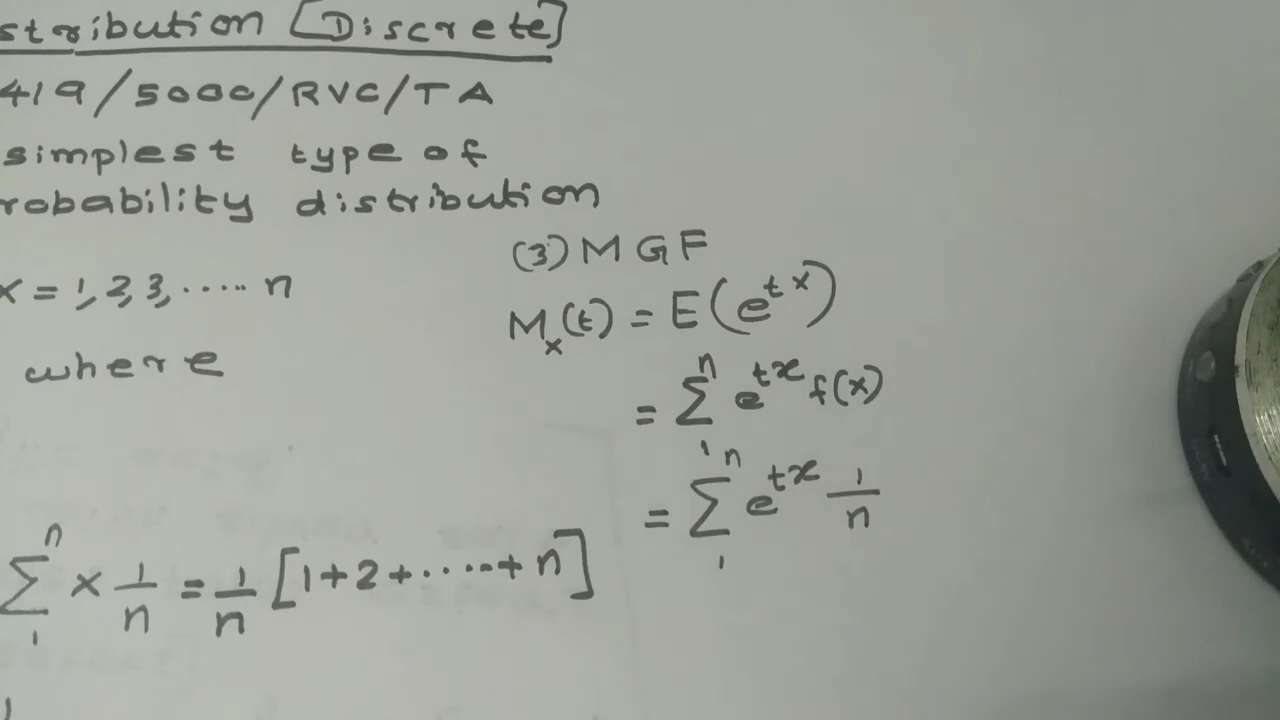 stribution [Discrete]
419/5000/RVC/TA
simplest type of
robability distribution
x = 1, 2, 3, ..... n
where
(3) MGF
M_x(t) = E(e^{tx})
= Σ_1^n e^{tx} f(x)
= Σ_1^n e^{tx} 1/n
Σ_1^n x 1/n = 1/n [1+2+.....+n]